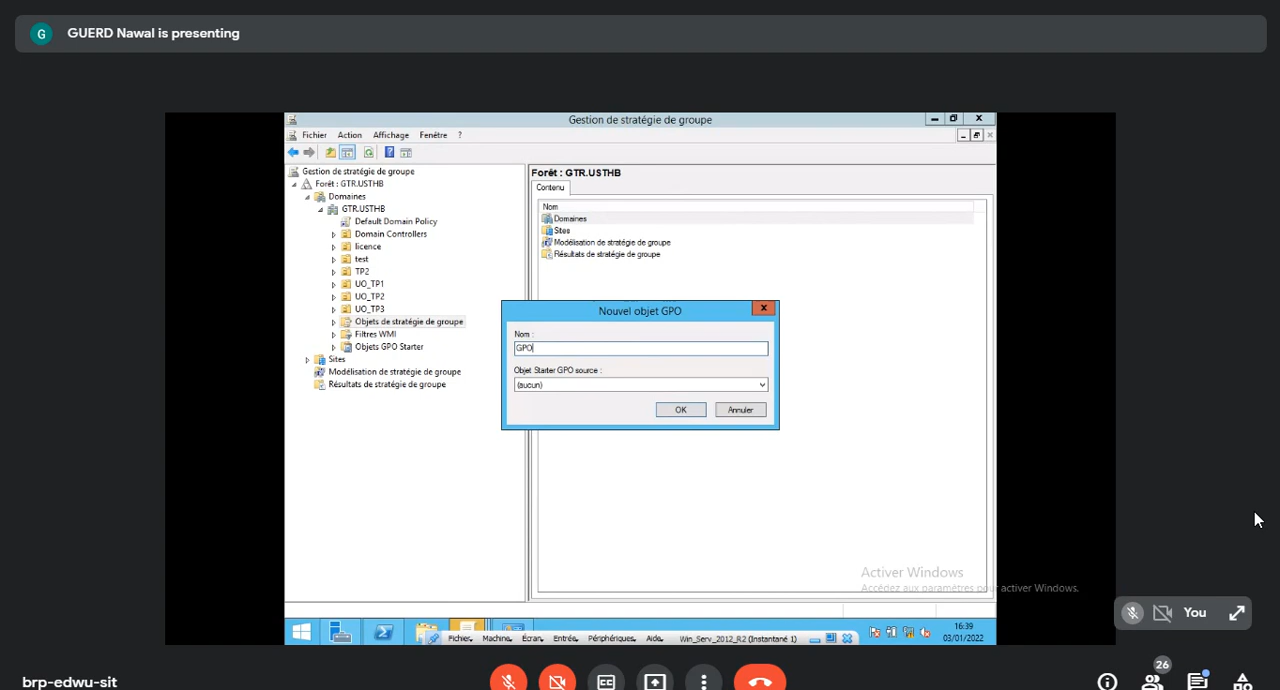 G GUERD Nawal is presenting
Gestion de stratégie de groupe
Fichier Action Affichage Fenêtre ?
Gestion de stratégie de groupe
Forêt : GTR.USTHB
Domaines
GTR.USTHB
Default Domain Policy
Domain Controllers
licence
test
TP2
UO_TP1
UO_TP2
UO_TP3
Objets de stratégie de groupe
Filtres WMI
Objets GPO Starter
Sites
Modélisation de stratégie de groupe
Résultats de stratégie de groupe
Forêt : GTR.USTHB
Contenu
Nom
Domaines
Sites
Modélisation de stratégie de groupe
Résultats de stratégie de groupe
Nouvel objet GPO
Nom :
GPO
Objet Starter GPO source :
(aucun)
OK Annuler
Activer Windows
Accédez aux paramètres pour activer Windows.
You
Fichier Machine Écran Entrée Périphériques Aide Win_Serv_2012_R2 (Instantané 1)
16:39
03/01/2022
brp-edwu-sit
CC
26